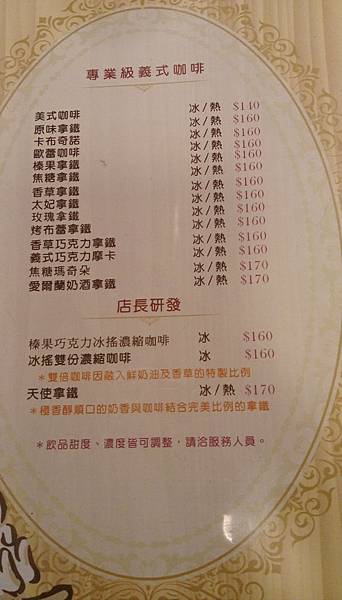 專業級義式咖啡
美式咖啡 冰/熱 $140
原味拿鐵 冰/熱 $160
卡布奇諾 冰/熱 $160
歐蕾咖啡 冰/熱 $160
榛果拿鐵 冰/熱 $160
焦糖拿鐵 冰/熱 $160
香草拿鐵 冰/熱 $160
太妃拿鐵 冰/熱 $160
玫瑰拿鐵 冰/熱 $160
烤布蕾拿鐵 冰/熱 $160
香草巧克力拿鐵 冰/熱 $160
義式巧克力摩卡 冰/熱 $160
焦糖瑪奇朵 冰/熱 $170
愛爾蘭奶酒拿鐵 冰/熱 $170
店長研發
榛果巧克力冰搖濃縮咖啡 冰 $160
冰搖雙份濃縮咖啡 冰 $160
*雙倍咖啡因融入鮮奶油及香草的特製比例
天使拿鐵 冰/熱 $170
*極香醇順口的奶香與咖啡結合完美比例的拿鐵
*飲品甜度、濃度皆可調整,請洽服務人員。